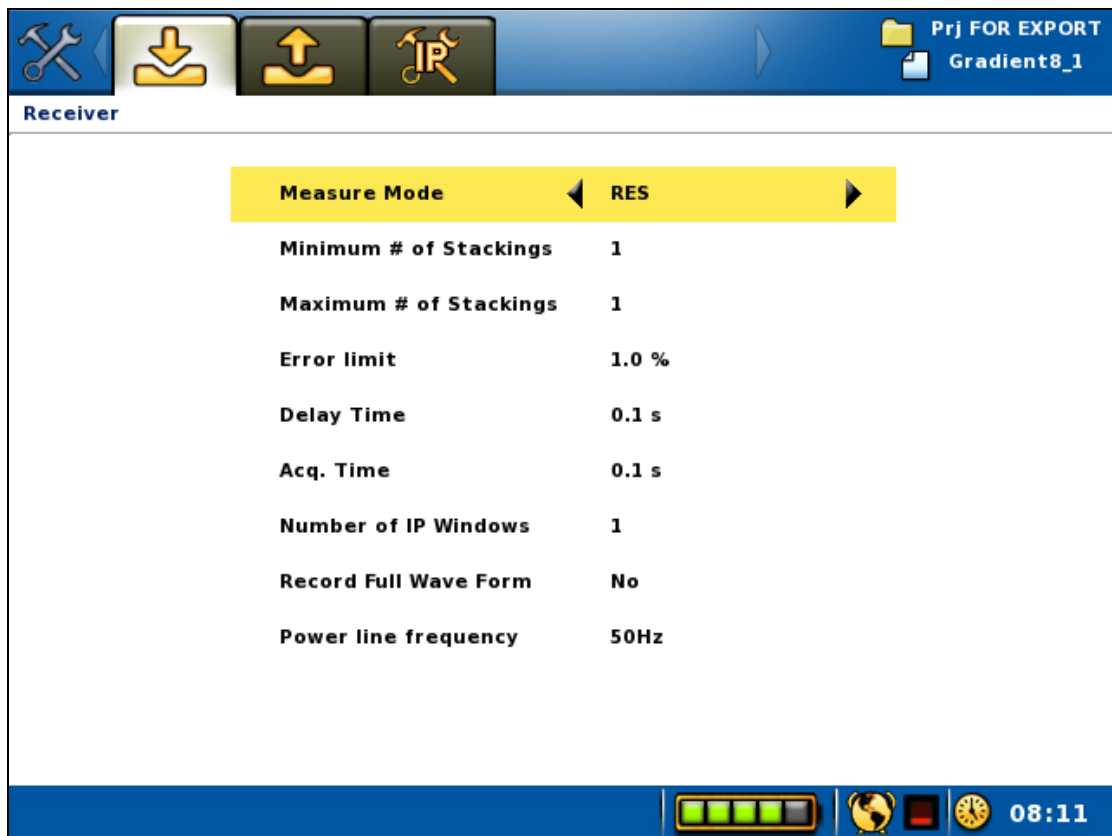 IP
Prj FOR EXPORT
Gradient8_1
Receiver
Measure Mode RES
Minimum # of Stackings 1
Maximum # of Stackings 1
Error limit 1.0 %
Delay Time 0.1 s
Acq. Time 0.1 s
Number of IP Windows 1
Record Full Wave Form No
Power line frequency 50Hz
08:11